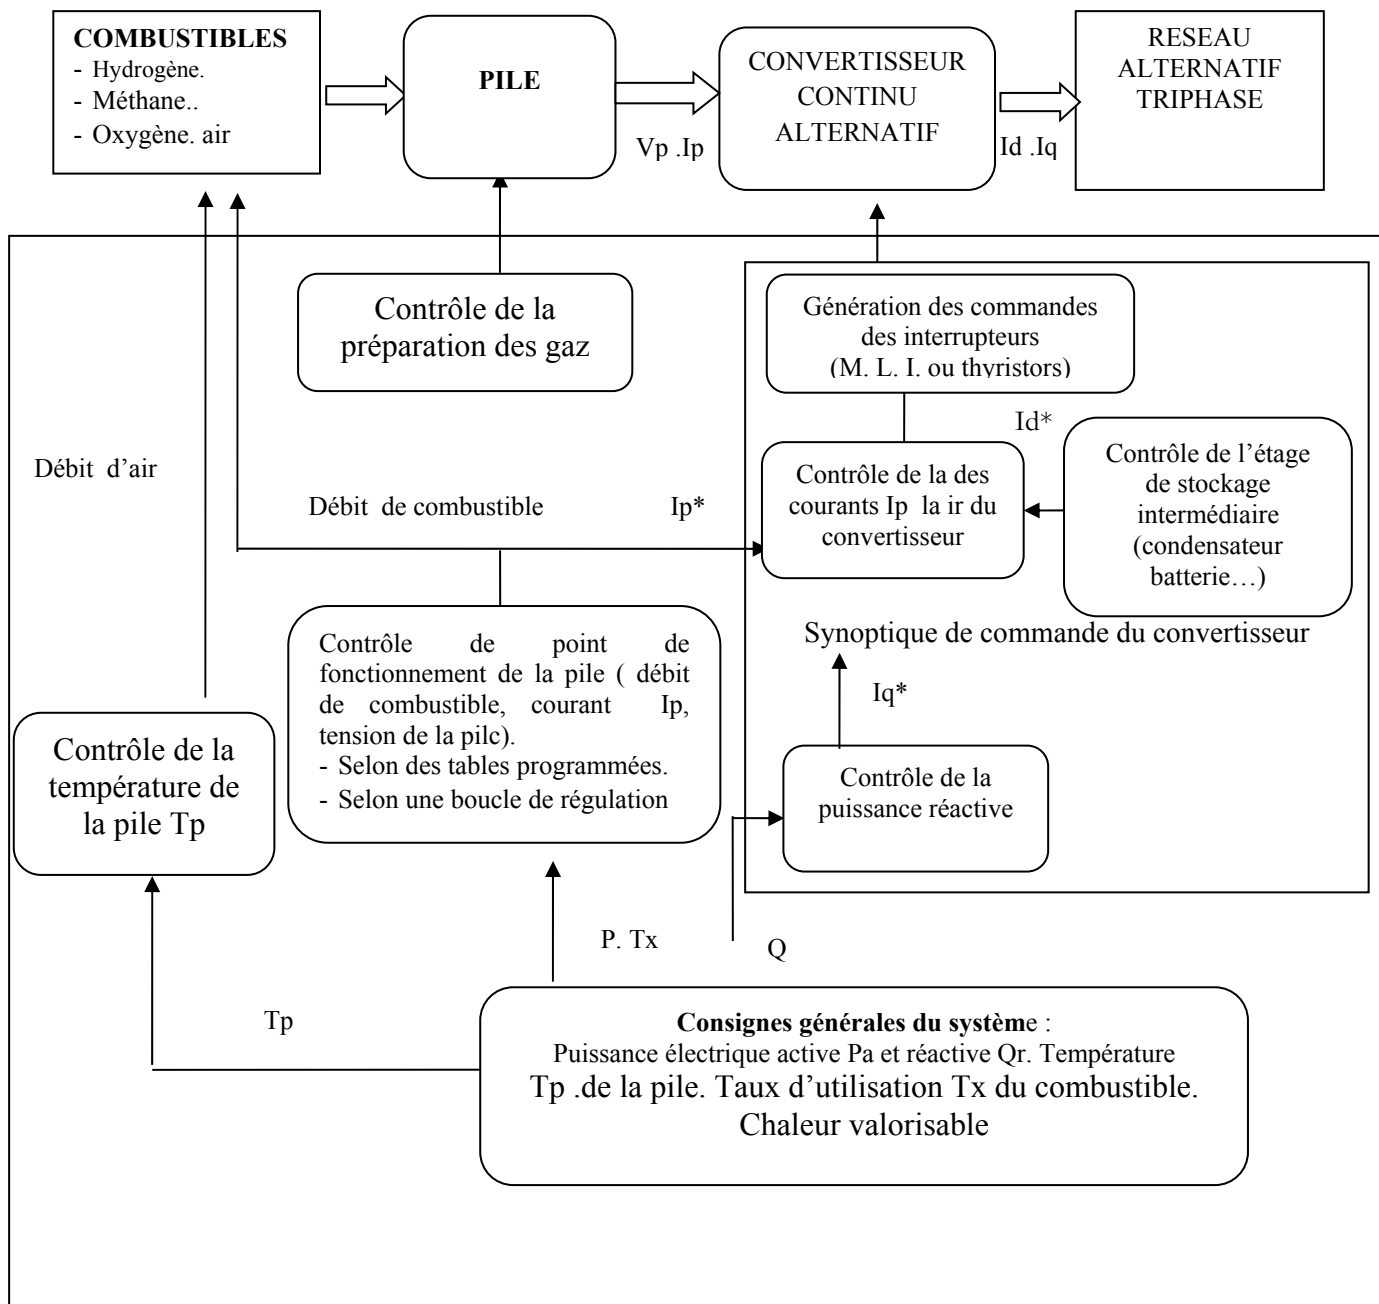 COMBUSTIBLES
- Hydrogène.
- Méthane..
- Oxygène. air
PILE
Vp .Ip
CONVERTISSEUR
CONTINU
ALTERNATIF
Id .Iq
RESEAU
ALTERNATIF
TRIPHASE
Contrôle de la
préparation des gaz
Génération des commandes
des interrupteurs
(M. L. I. ou thyristors)
Id*
Débit d’air
Débit de combustible
Ip*
Contrôle de la des
courants Ip la ir du
convertisseur
Contrôle de l’étage
de stockage
intermédiaire
(condensateur
batterie…)
Synoptique de commande du convertisseur
Iq*
Contrôle de point de
fonctionnement de la pile ( débit
de combustible, courant Ip,
tension de la pilc).
- Selon des tables programmées.
- Selon une boucle de régulation
Contrôle de la
température de
la pile Tp
Contrôle de la
puissance réactive
P. Tx
Q
Tp
Consignes générales du système :
Puissance électrique active Pa et réactive Qr. Température
Tp .de la pile. Taux d’utilisation Tx du combustible.
Chaleur valorisable